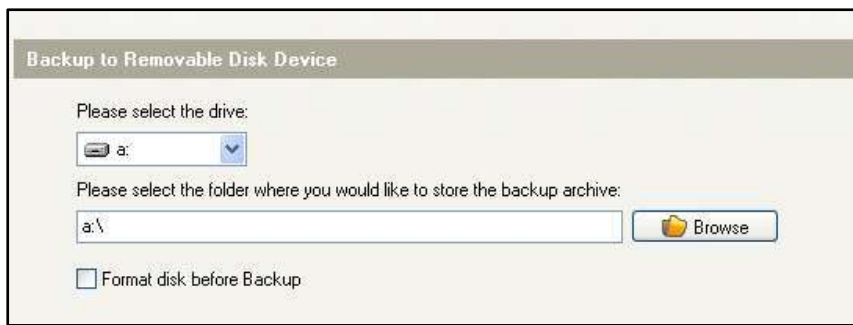 Backup to Removable Disk Device
Please select the drive:
a:
Please select the folder where you would like to store the backup archive:
a:\
Browse
Format disk before Backup